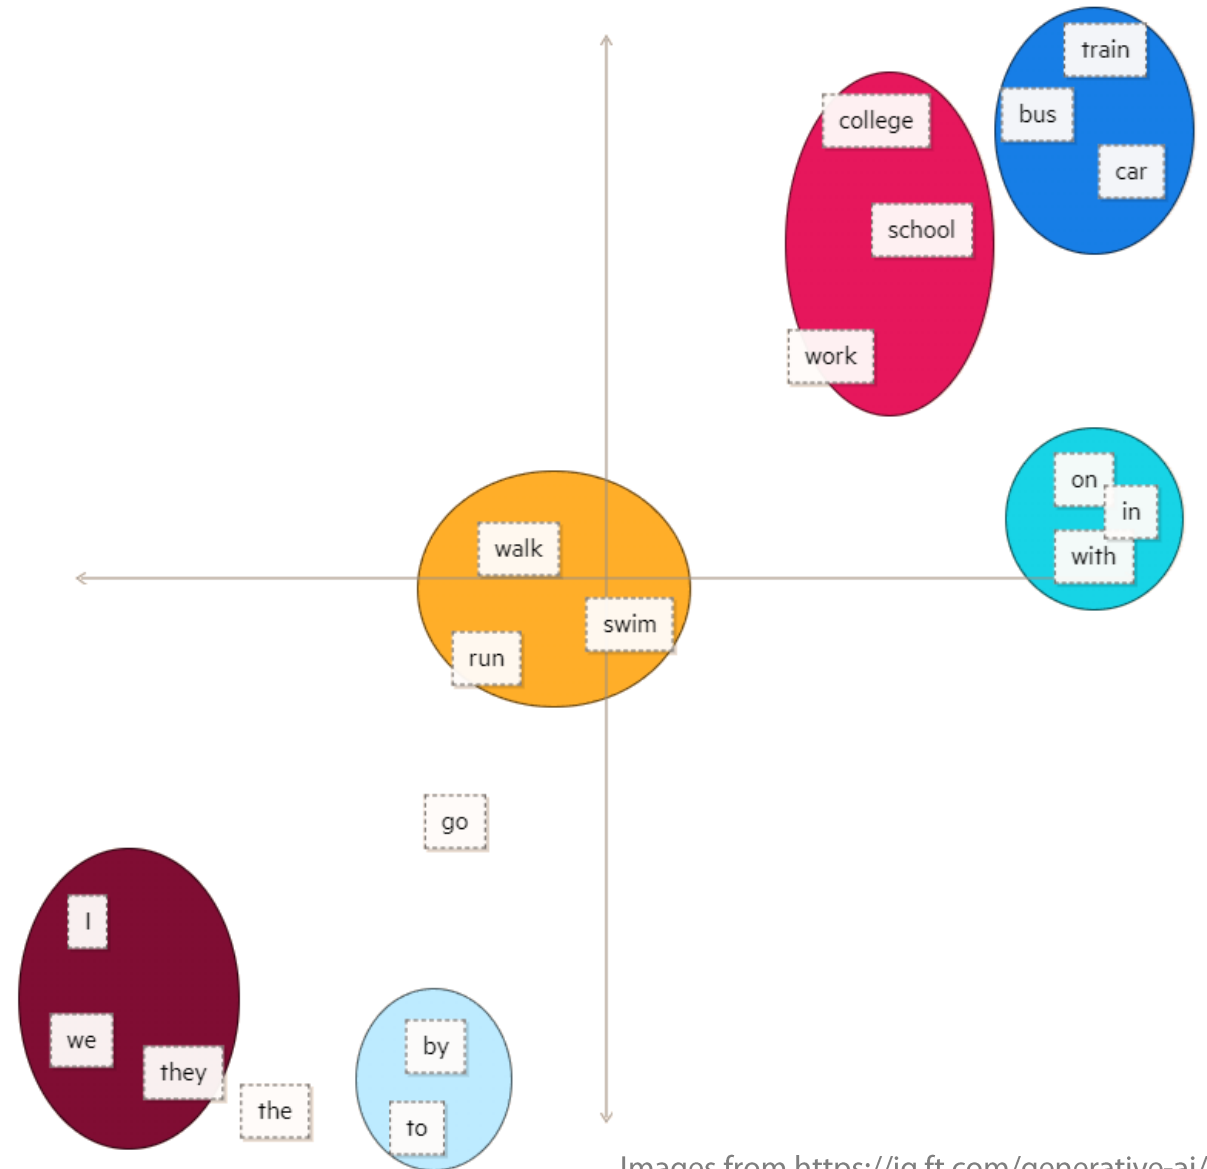 train
college
bus
car
school
work
on
in
walk
with
swim
run
go
I
we
by
they
the
to
Images from https://ig.ft.com/generative-ai/